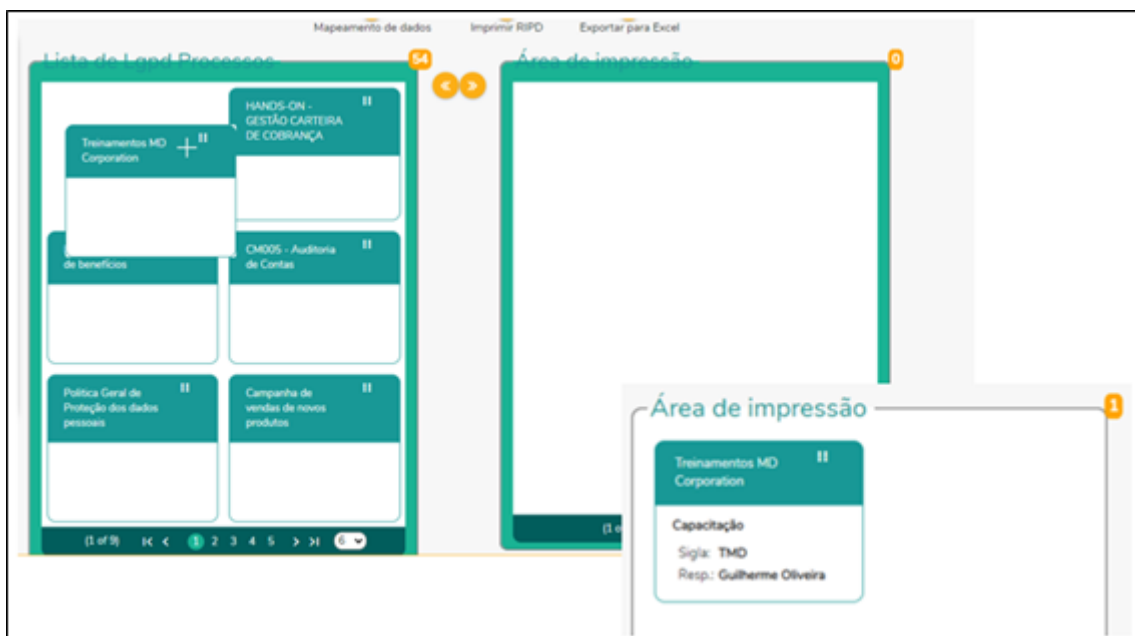 Mapeamento de dados Imprimir RIPD Exportar para Excel
Lista de Lgpd Processos 54
Área de impressão 0
HANDS-ON -
GESTÃO CARTEIRA
DE COBRANÇA
Treinamentos MD
Corporation
de benefícios
CM005 - Auditoria
de Contas
Politica Geral de
Proteção dos dados
pessoais
Campanha de
vendas de novos
produtos
(1 of 9) 1 2 3 4 5 6
(1 o
Área de impressão 1
Treinamentos MD
Corporation
Capacitação
Sigla: TMD
Resp.: Guilherme Oliveira